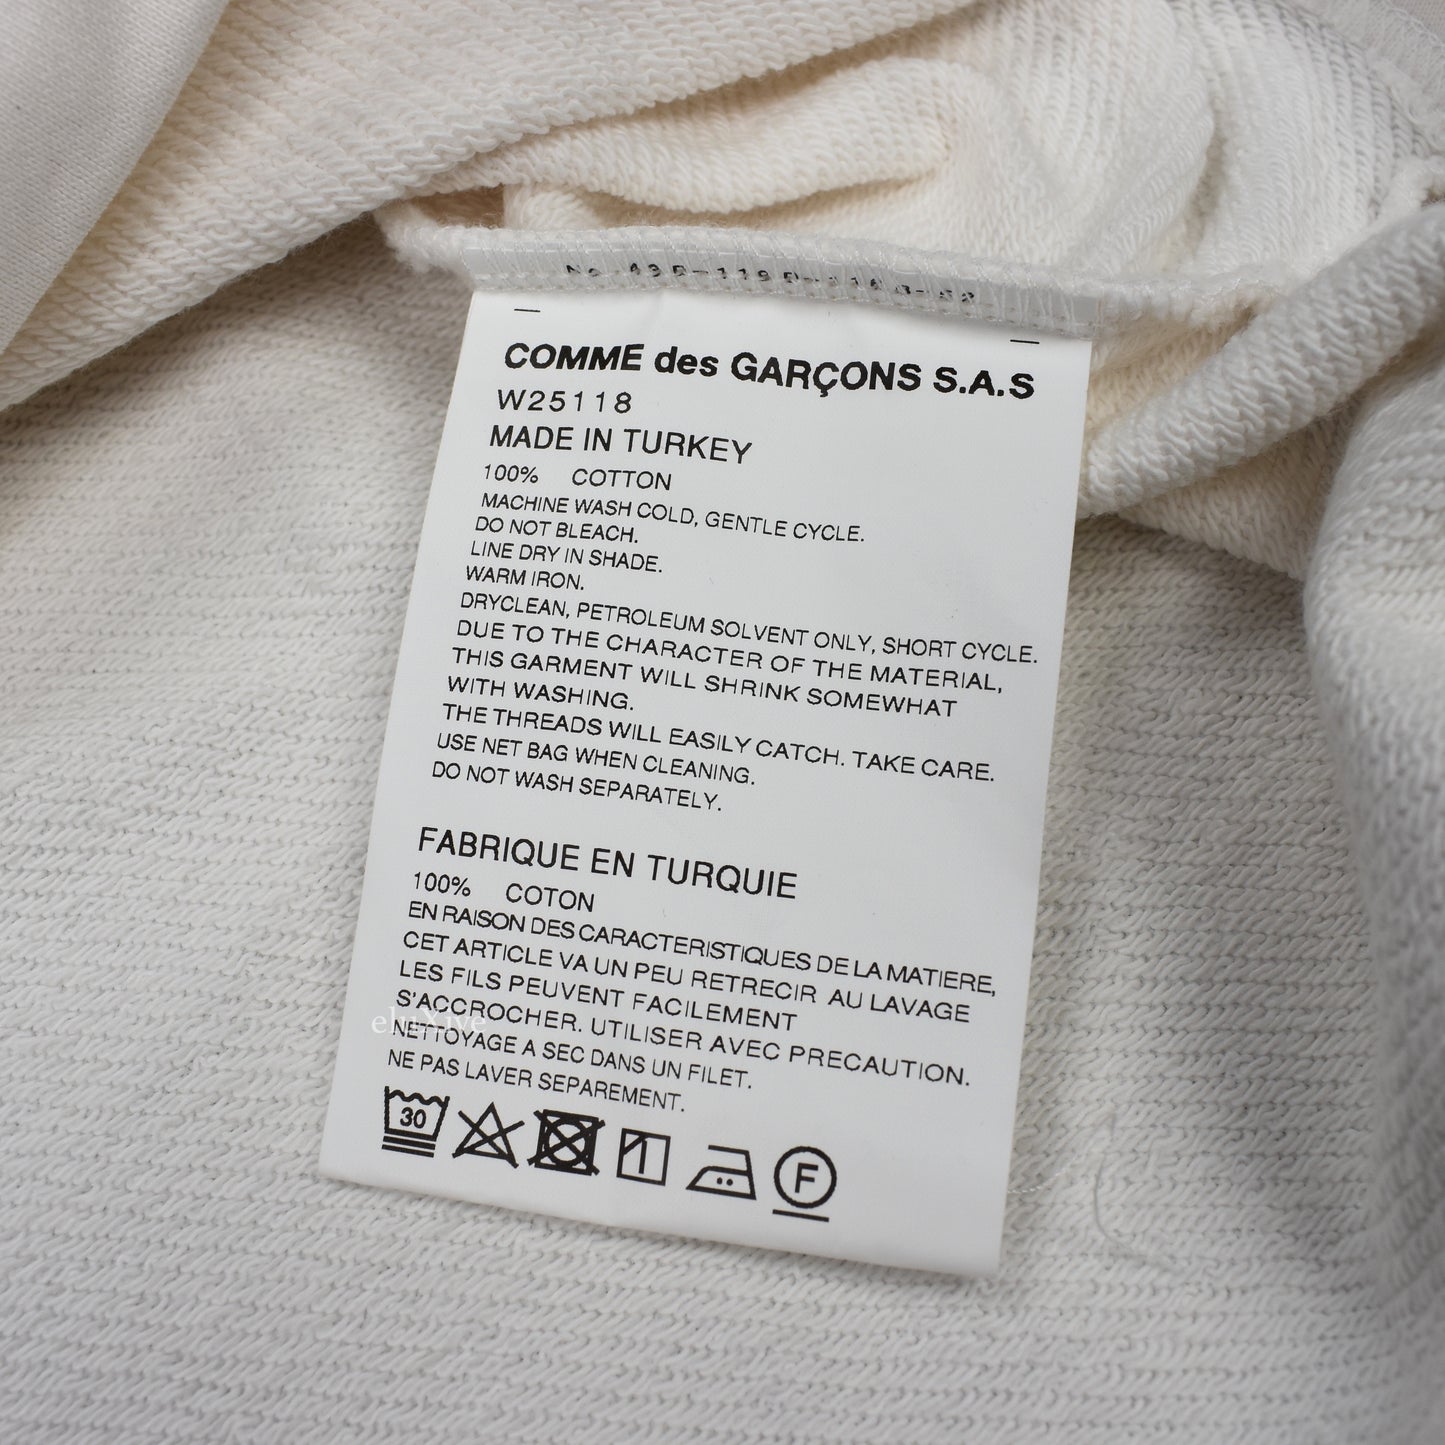 COMME des GARÇONS S.A.S
W25118
MADE IN TURKEY
100% COTTON
MACHINE WASH COLD, GENTLE CYCLE.
DO NOT BLEACH.
LINE DRY IN SHADE.
WARM IRON.
DRYCLEAN, PETROLEUM SOLVENT ONLY, SHORT CYCLE.
DUE TO THE CHARACTER OF THE MATERIAL,
THIS GARMENT WILL SHRINK SOMEWHAT
WITH WASHING.
THE THREADS WILL EASILY CATCH. TAKE CARE.
USE NET BAG WHEN CLEANING.
DO NOT WASH SEPARATELY.
FABRIQUE EN TURQUIE
100% COTON
EN RAISON DES CARACTERISTIQUES DE LA MATIERE,
CET ARTICLE VA UN PEU RETRECIR AU LAVAGE
LES FILS PEUVENT FACILEMENT
S'ACCROCHER. UTILISER AVEC PRECAUTION.
eluXive
NETTOYAGE A SEC DANS UN FILET.
NE PAS LAVER SEPAREMENT.
30
F